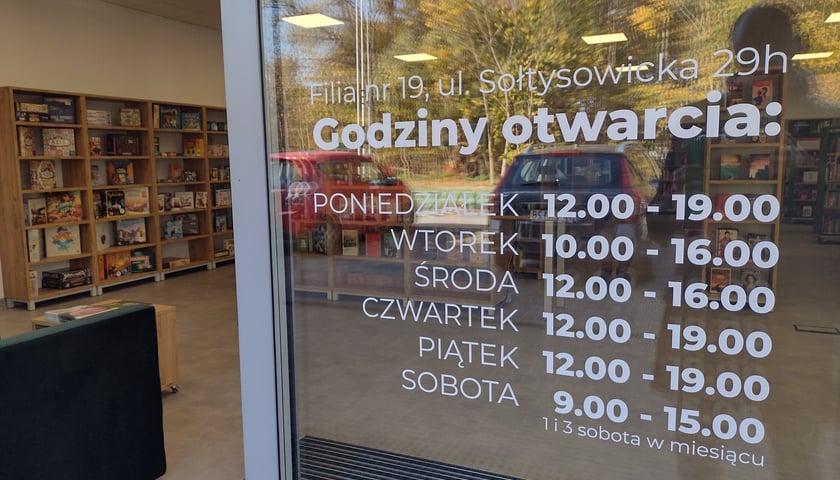 Filia nr 19, ul. Sołtysowicka 29h
Godziny otwarcia:
PONIEDZIAŁEK 12.00 - 19.00
WTOREK 10.00 - 16.00
ŚRODA 12.00 - 16.00
CZWARTEK 12.00 - 19.00
PIĄTEK 12.00 - 19.00
SOBOTA 9.00 - 15.00
1 i 3 sobota w miesiącu